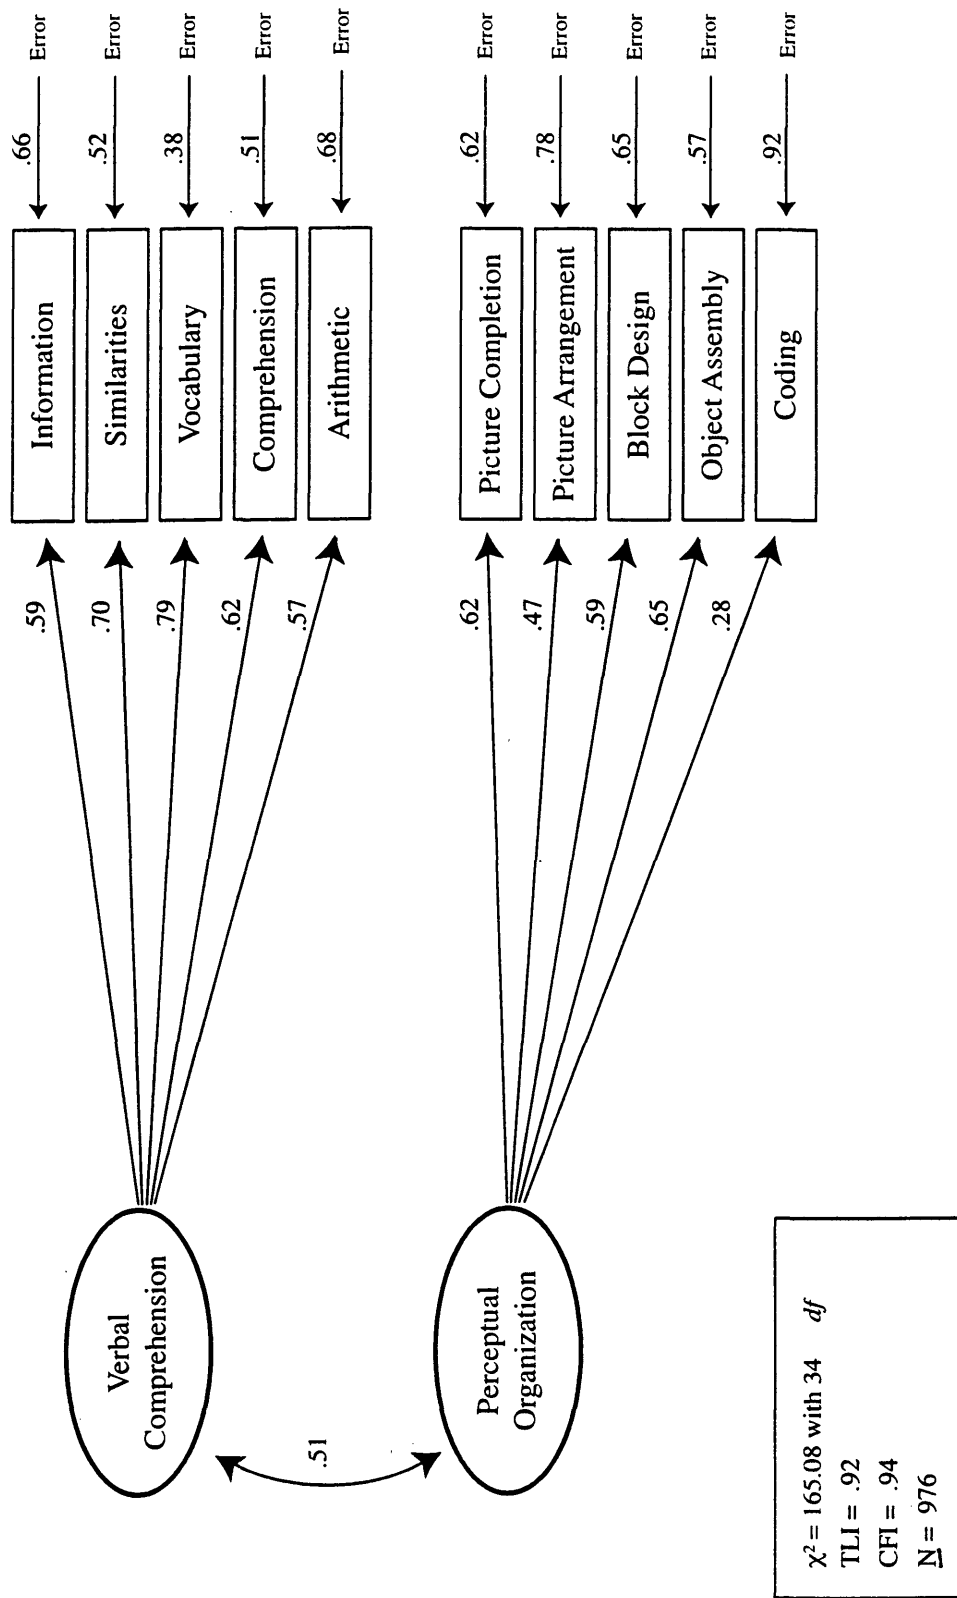 Verbal
Comprehension
Perceptual
Organization
.51
.59
.70
.79
.62
.57
.62
.47
.59
.65
.28
Information
Similarities
Vocabulary
Comprehension
Arithmetic
Picture Completion
Picture Arrangement
Block Design
Object Assembly
Coding
.66
.52
.38
.51
.68
.62
.78
.65
.57
.92
Error
Error
Error
Error
Error
Error
Error
Error
Error
Error
χ² = 165.08 with 34 df
TLI = .92
CFI = .94
N = 976